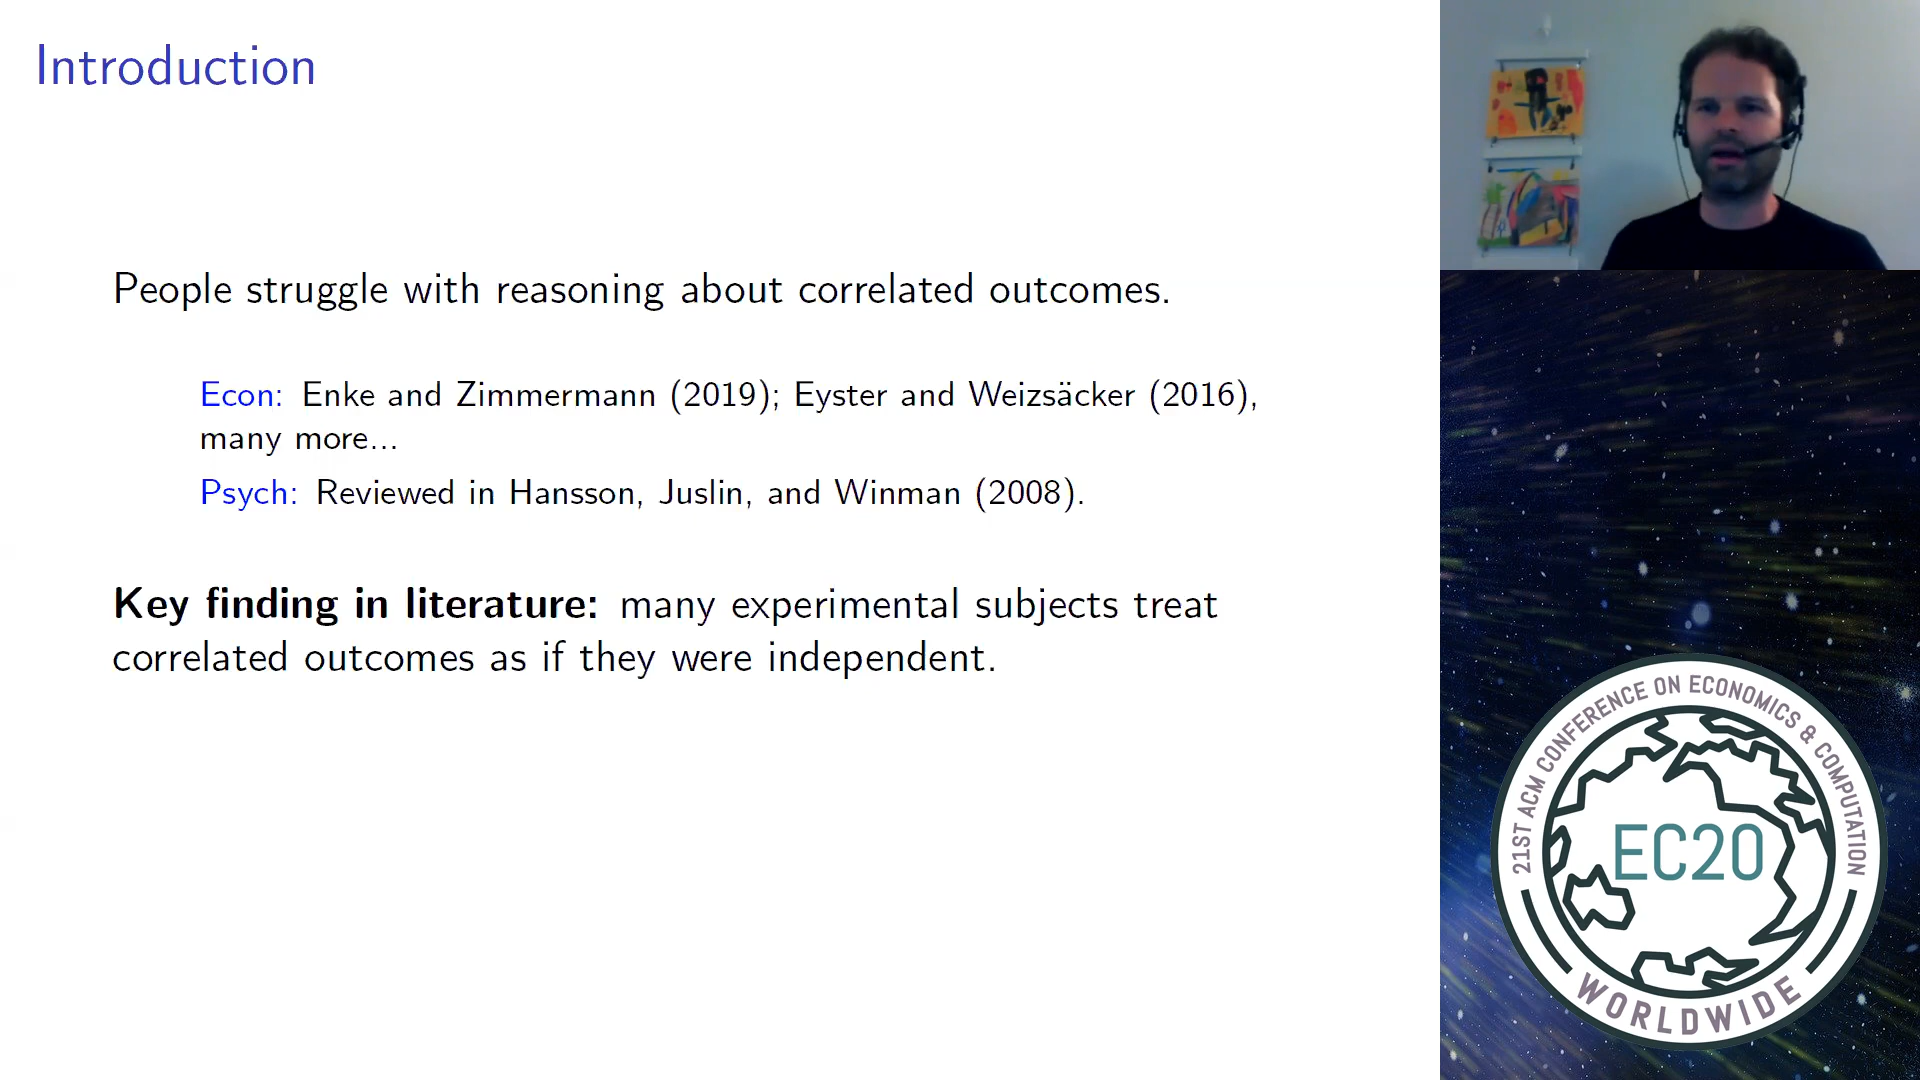 Introduction
People struggle with reasoning about correlated outcomes.
Econ: Enke and Zimmermann (2019); Eyster and Weizsäcker (2016),
many more...
Psych: Reviewed in Hansson, Juslin, and Winman (2008).
Key finding in literature: many experimental subjects treat
correlated outcomes as if they were independent.
21ST ACM CONFERENCE ON ECONOMICS & COMPUTATION
EC20
WORLDWIDE